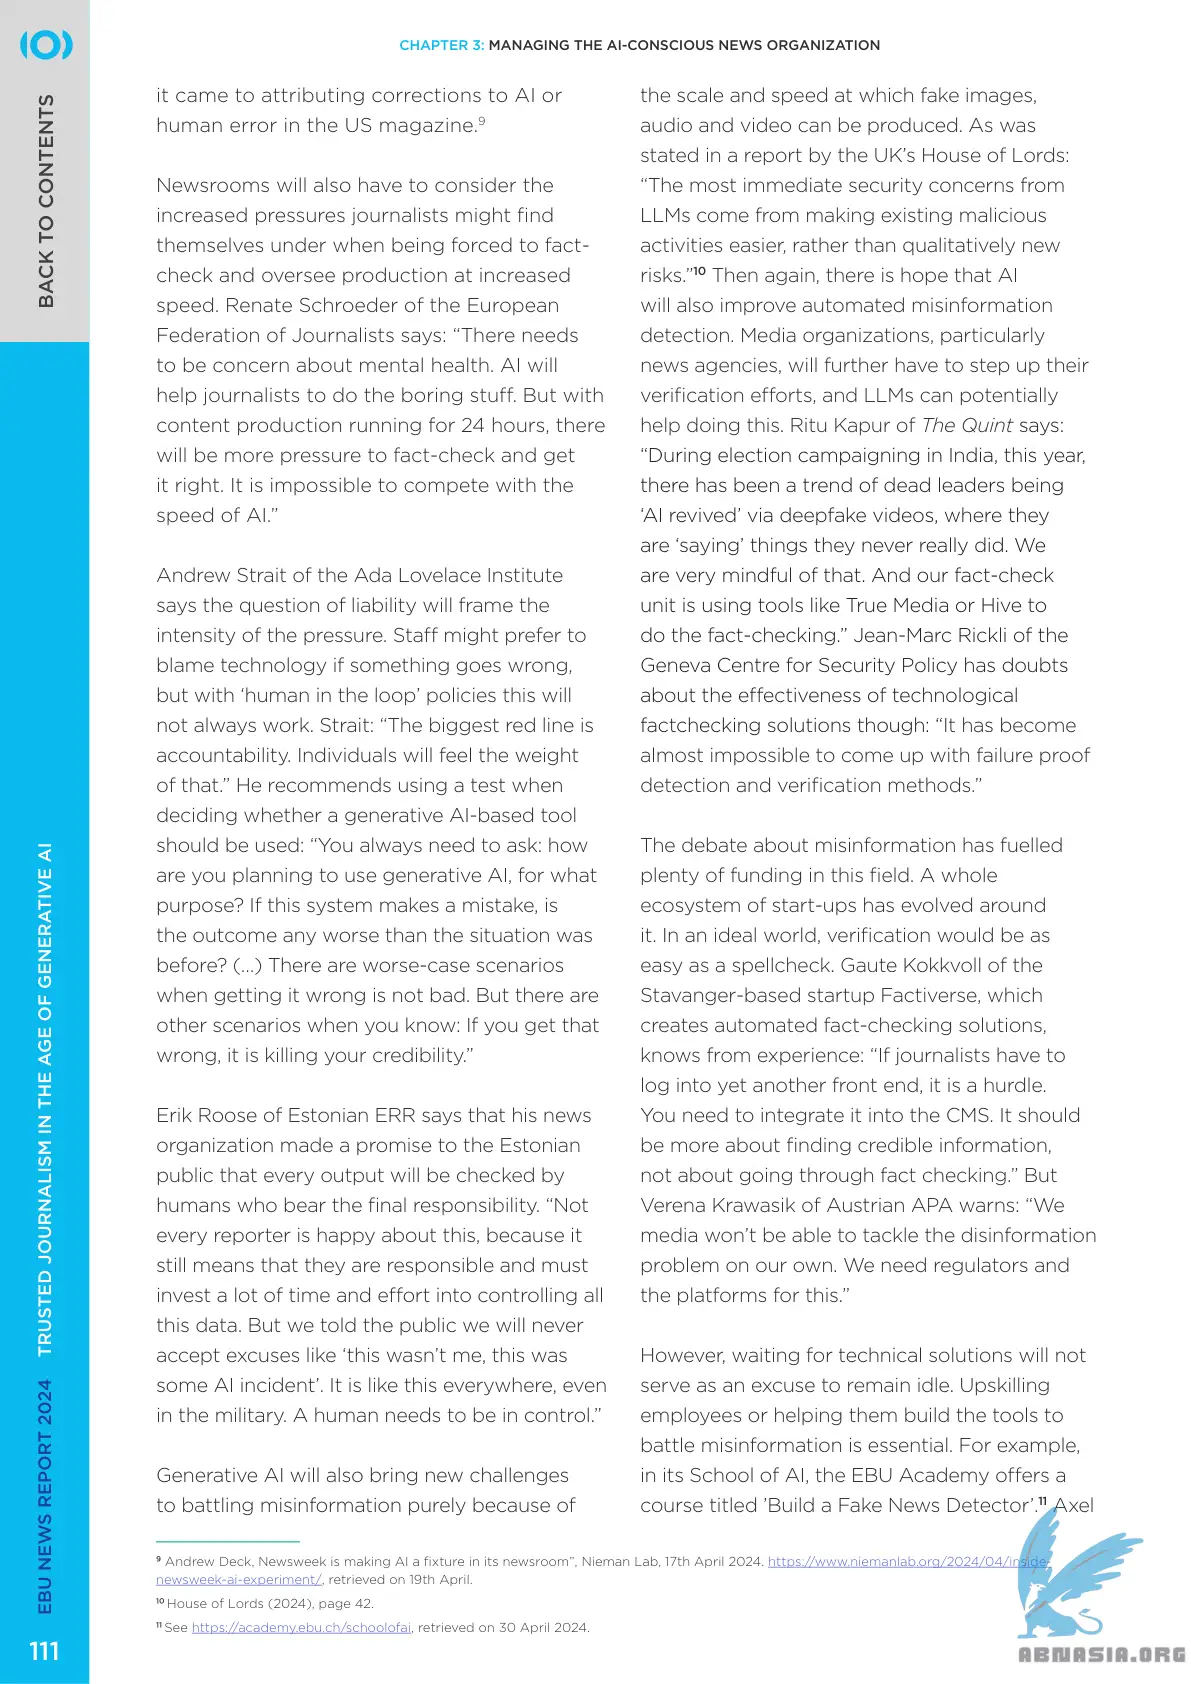 CHAPTER 3: MANAGING THE AI-CONSCIOUS NEWS ORGANIZATION
BACK TO CONTENTS
it came to attributing corrections to AI or
human error in the US magazine.⁹
Newsrooms will also have to consider the
increased pressures journalists might find
themselves under when being forced to fact-
check and oversee production at increased
speed. Renate Schroeder of the European
Federation of Journalists says: “There needs
to be concern about mental health. AI will
help journalists to do the boring stuff. But with
content production running for 24 hours, there
will be more pressure to fact-check and get
it right. It is impossible to compete with the
speed of AI.”
Andrew Strait of the Ada Lovelace Institute
says the question of liability will frame the
intensity of the pressure. Staff might prefer to
blame technology if something goes wrong,
but with ‘human in the loop’ policies this will
not always work. Strait: “The biggest red line is
accountability. Individuals will feel the weight
of that.” He recommends using a test when
deciding whether a generative AI-based tool
should be used: “You always need to ask: how
are you planning to use generative AI, for what
purpose? If this system makes a mistake, is
the outcome any worse than the situation was
before? (...) There are worse-case scenarios
when getting it wrong is not bad. But there are
other scenarios when you know: If you get that
wrong, it is killing your credibility.”
Erik Roose of Estonian ERR says that his news
organization made a promise to the Estonian
public that every output will be checked by
humans who bear the final responsibility. “Not
every reporter is happy about this, because it
still means that they are responsible and must
invest a lot of time and effort into controlling all
this data. But we told the public we will never
accept excuses like ‘this wasn’t me, this was
some AI incident’. It is like this everywhere, even
in the military. A human needs to be in control.”
Generative AI will also bring new challenges
to battling misinformation purely because of
the scale and speed at which fake images,
audio and video can be produced. As was
stated in a report by the UK’s House of Lords:
“The most immediate security concerns from
LLMs come from making existing malicious
activities easier, rather than qualitatively new
risks.”¹⁰ Then again, there is hope that AI
will also improve automated misinformation
detection. Media organizations, particularly
news agencies, will further have to step up their
verification efforts, and LLMs can potentially
help doing this. Ritu Kapur of The Quint says:
“During election campaigning in India, this year,
there has been a trend of dead leaders being
‘AI revived’ via deepfake videos, where they
are ‘saying’ things they never really did. We
are very mindful of that. And our fact-check
unit is using tools like True Media or Hive to
do the fact-checking.” Jean-Marc Rickli of the
Geneva Centre for Security Policy has doubts
about the effectiveness of technological
factchecking solutions though: “It has become
almost impossible to come up with failure proof
detection and verification methods.”
The debate about misinformation has fuelled
plenty of funding in this field. A whole
ecosystem of start-ups has evolved around
it. In an ideal world, verification would be as
easy as a spellcheck. Gaute Kokkvoll of the
Stavanger-based startup Factiverse, which
creates automated fact-checking solutions,
knows from experience: “If journalists have to
log into yet another front end, it is a hurdle.
You need to integrate it into the CMS. It should
be more about finding credible information,
not about going through fact checking.” But
Verena Krawasik of Austrian APA warns: “We
media won’t be able to tackle the disinformation
problem on our own. We need regulators and
the platforms for this.”
However, waiting for technical solutions will not
serve as an excuse to remain idle. Upskilling
employees or helping them build the tools to
battle misinformation is essential. For example,
in its School of AI, the EBU Academy offers a
course titled ’Build a Fake News Detector’.¹¹ Axel
⁹ Andrew Deck, Newsweek is making AI a fixture in its newsroom”, Nieman Lab, 17th April 2024. https://www.niemanlab.org/2024/04/inside-
newsweek-ai-experiment/, retrieved on 19th April.
¹⁰ House of Lords (2024), page 42.
¹¹ See https://academy.ebu.ch/schoolofai, retrieved on 30 April 2024.
EBU NEWS REPORT 2024 TRUSTED JOURNALISM IN THE AGE OF GENERATIVE AI
111
ABNASIA.ORG